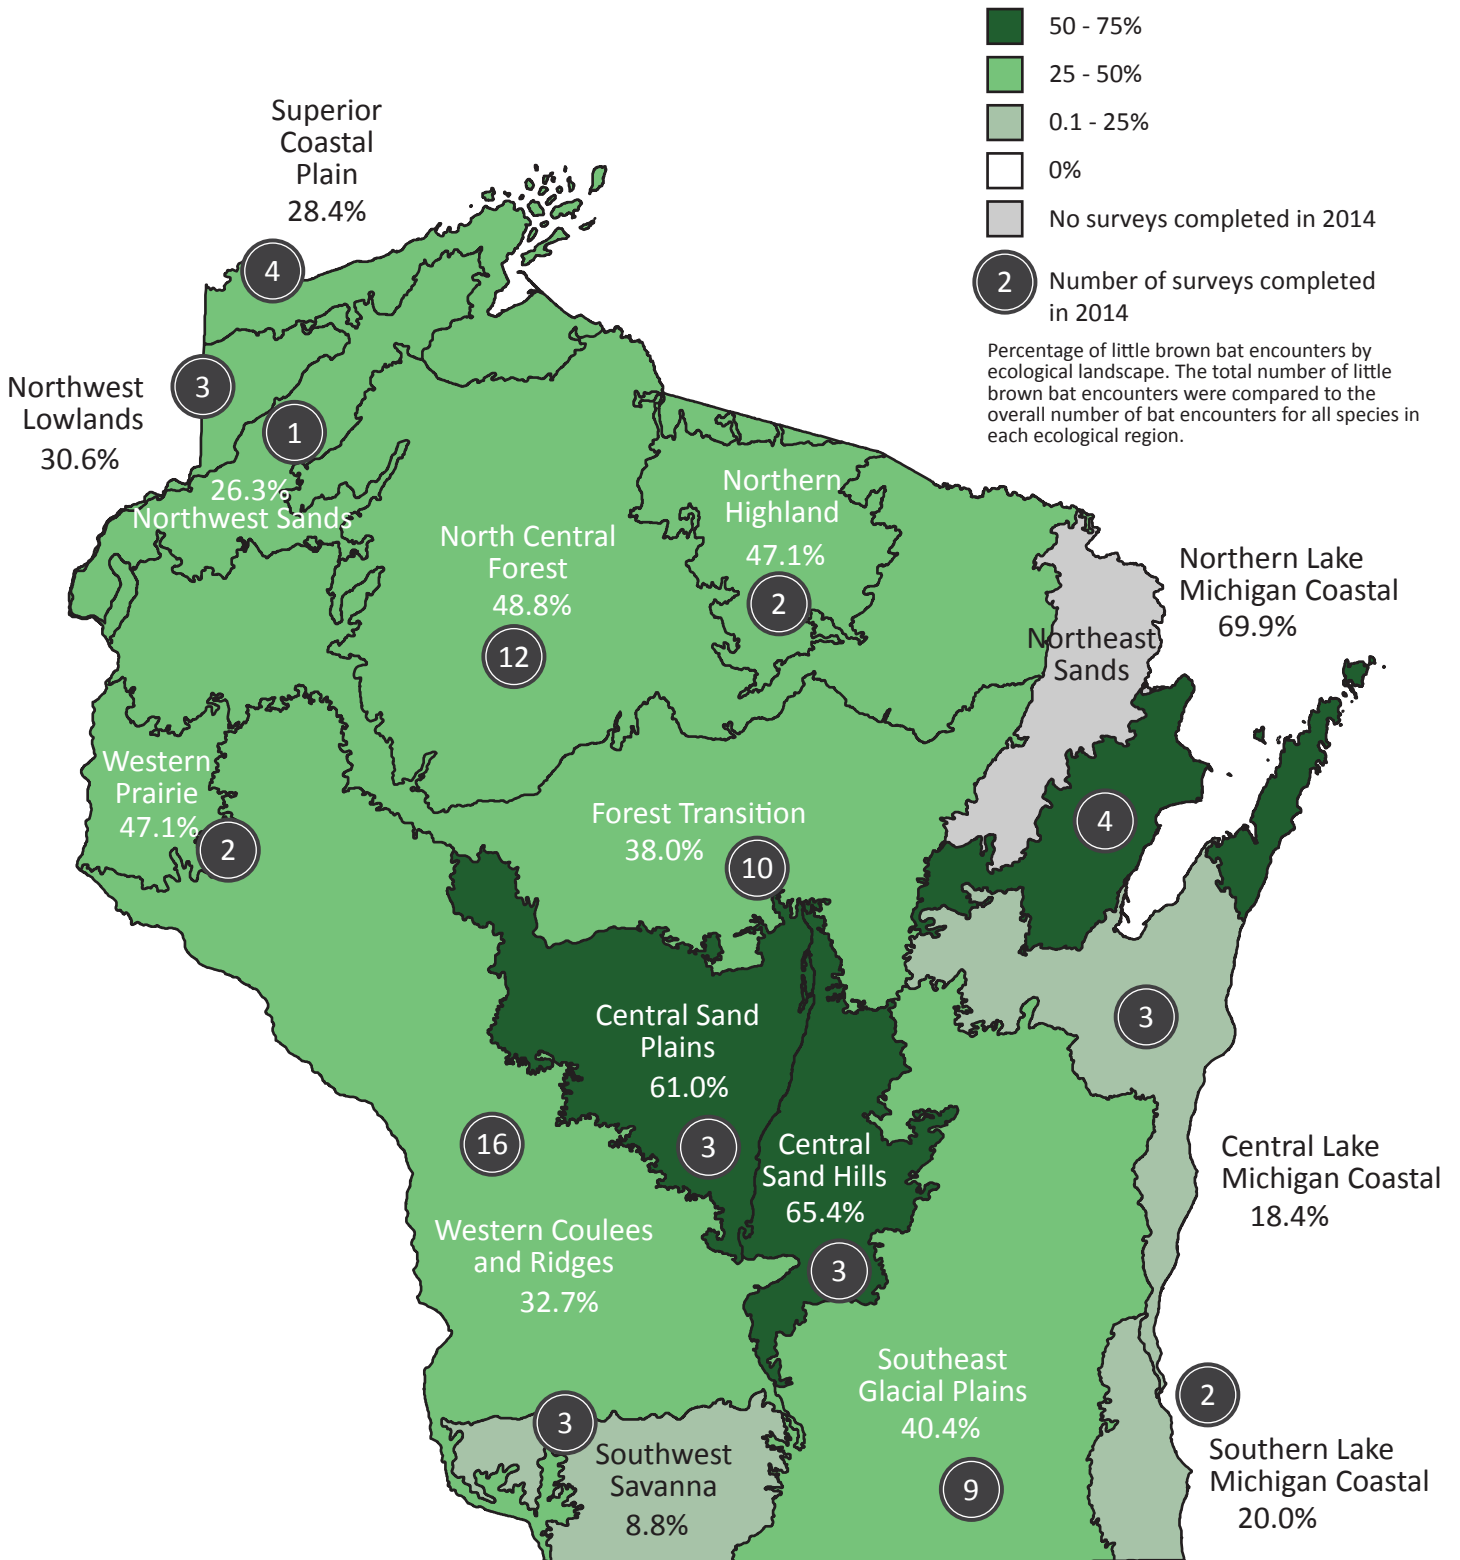 50 - 75%
25 - 50%
0.1 - 25%
0%
No surveys completed in 2014
2
Number of surveys completed
in 2014
Percentage of little brown bat encounters by
ecological landscape. The total number of little
brown bat encounters were compared to the
overall number of bat encounters for all species in
each ecological region.
Superior
Coastal
Plain
28.4%
4
Northwest
Lowlands
30.6%
3
1
26.3%
Northwest Sands
North Central
Forest
48.8%
12
Northern
Highland
47.1%
2
Northeast
Sands
Northern Lake
Michigan Coastal
69.9%
4
Western
Prairie
47.1%
2
Forest Transition
38.0%
10
Central Sand
Plains
61.0%
3
Central
Sand Hills
65.4%
3
3
Central Lake
Michigan Coastal
18.4%
16
Western Coulees
and Ridges
32.7%
Southeast
Glacial Plains
40.4%
9
3
Southwest
Savanna
8.8%
2
Southern Lake
Michigan Coastal
20.0%